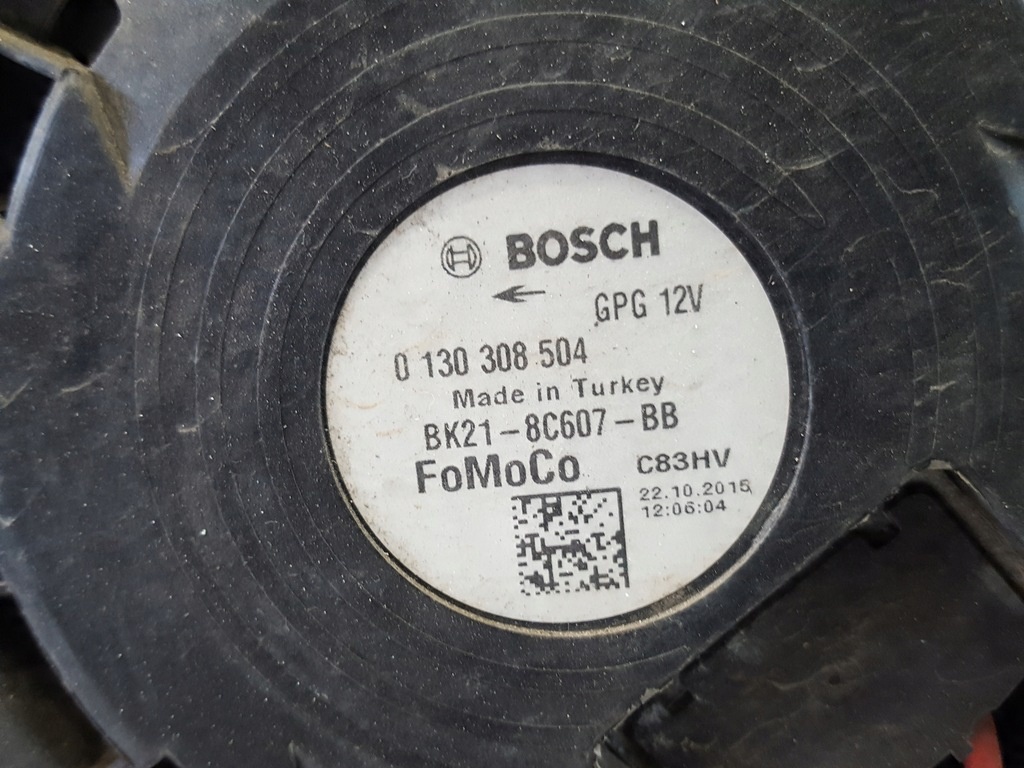 BOSCH
GPG 12V
0 130 308 504
Made in Turkey
BK21-8C607-BB
FoMoCo
C83HV
22.10.2015
12:06:04